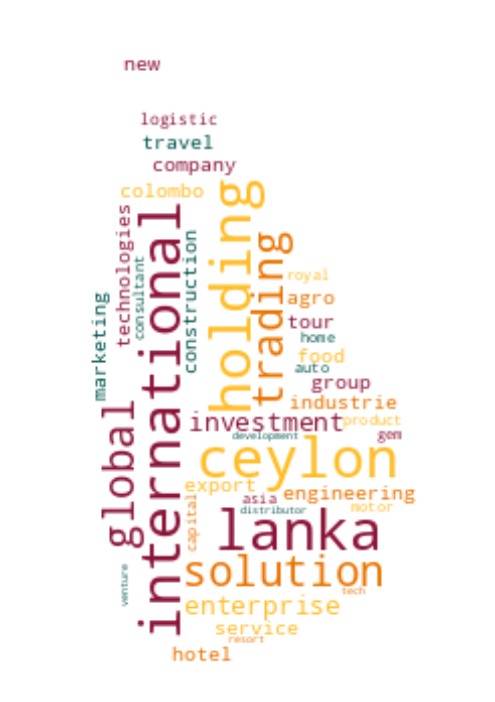 new
logistic
travel
company
colombo
holding
international
technologies
trading
construction
consultant
royal
marketing
agro
tour
home
food
auto
group
industrie
global
investment
product
development
gem
ceylon
export
asia
engineering
capital
distributor
motor
lanka
solution
venture
tech
enterprise
service
resort
hotel